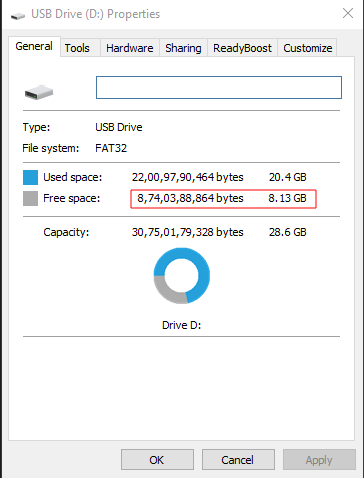 USB Drive (D:) Properties
General Tools Hardware Sharing ReadyBoost Customize
Type: USB Drive
File system: FAT32
Used space: 22,00,97,90,464 bytes 20.4 GB
Free space: 8,74,03,88,864 bytes 8.13 GB
Capacity: 30,75,01,79,328 bytes 28.6 GB
Drive D:
OK Cancel Apply